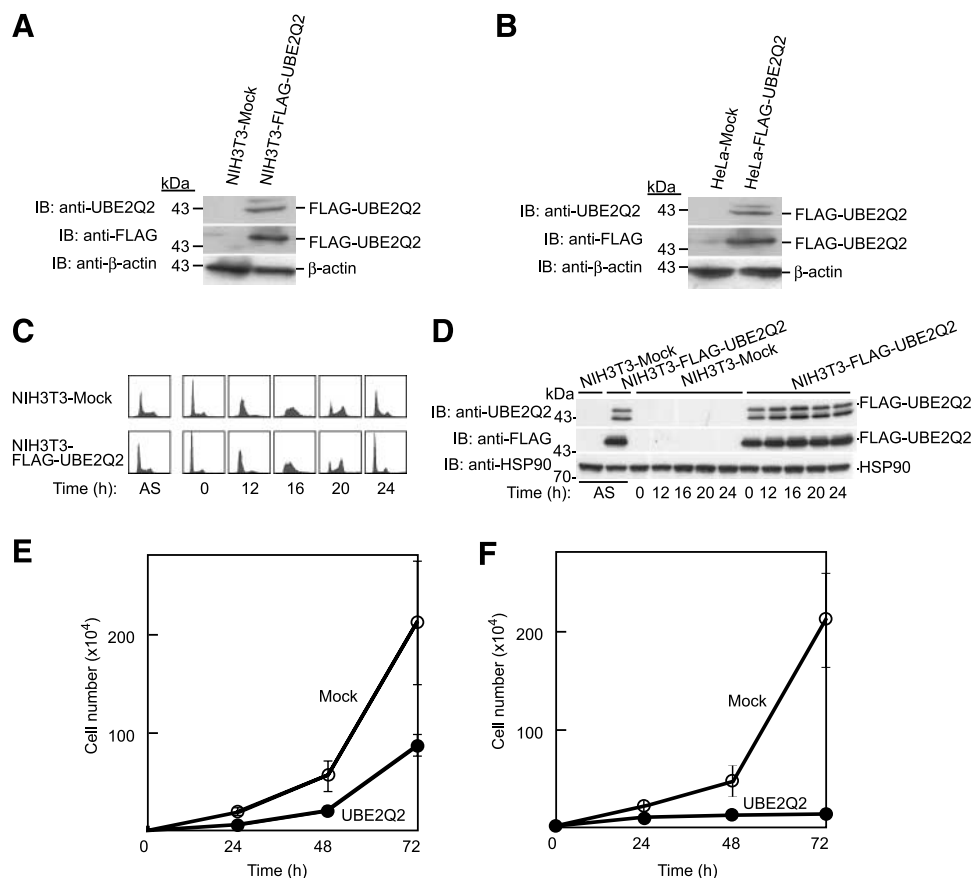 A
NIH3T3-Mock
NIH3T3-FLAG-UBE2Q2
kDa
IB: anti-UBE2Q2 43 FLAG-UBE2Q2
IB: anti-FLAG 43 FLAG-UBE2Q2
IB: anti-β-actin 43 β-actin
B
HeLa-Mock
HeLa-FLAG-UBE2Q2
kDa
IB: anti-UBE2Q2 43 FLAG-UBE2Q2
IB: anti-FLAG 43 FLAG-UBE2Q2
IB: anti-β-actin 43 β-actin
C
NIH3T3-Mock
NIH3T3-
FLAG-UBE2Q2
Time (h): AS 0 12 16 20 24
D
NIH3T3-Mock
NIH3T3-FLAG-UBE2Q2
NIH3T3-Mock
NIH3T3-FLAG-UBE2Q2
kDa
IB: anti-UBE2Q2 43 FLAG-UBE2Q2
IB: anti-FLAG 43 FLAG-UBE2Q2
IB: anti-HSP90 70 HSP90
Time (h): AS 0 12 16 20 24 0 12 16 20 24
E
Cell number (x10⁴)
200
100
Mock
UBE2Q2
0 24 48 72
Time (h)
F
Cell number (x10⁴)
200
100
Mock
UBE2Q2
0 24 48 72
Time (h)